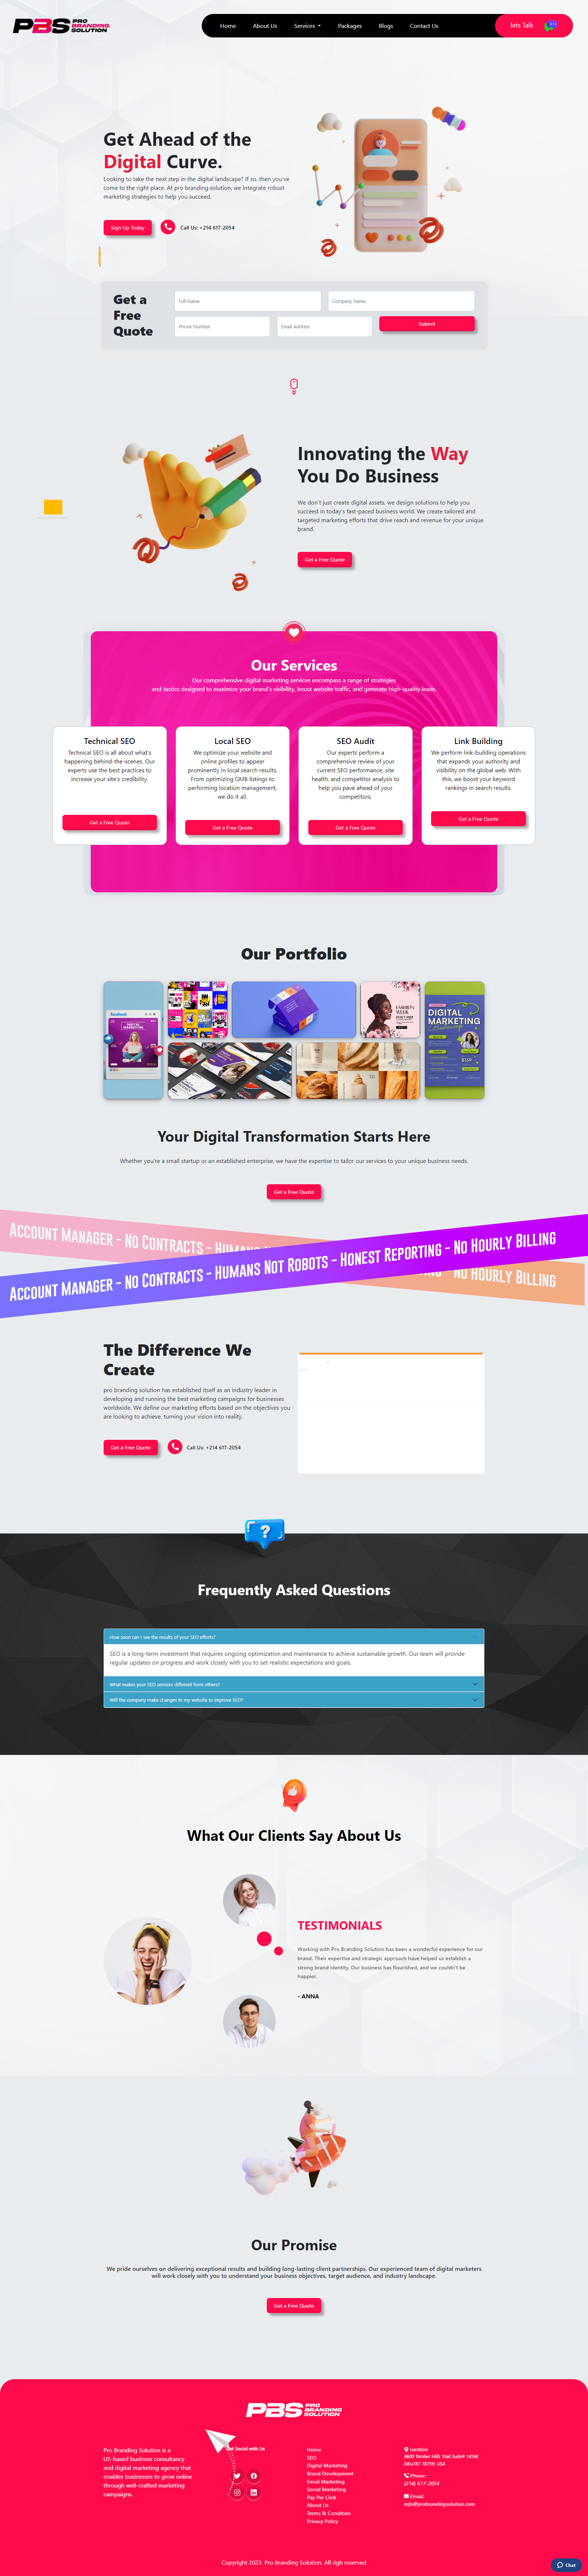 PBS PRO BRANDING SOLUTION
Home About Us Services Packages Blogs Contact Us lets Talk
Get Ahead of the
Digital Curve.
Looking to take the next step in the digital landscape? If so, then you've
come to the right place. At pro branding solution, we integrate robust
marketing strategies to help you succeed.
Sign Up Today
Call Us: +214 617-2054
Get a
Free
Quote
Full Name
Company Name
Phone Number
Email Address
Submit
Innovating the Way
You Do Business
We don't just create digital assets, we design solutions to help you
succeed in today's fast-paced business world. We create tailored and
targeted marketing efforts that drive reach and revenue for your unique
brand.
Get a Free Quote
Our Services
Our comprehensive digital marketing services encompass a range of strategies
and tactics designed to maximize your brand's visibility, boost website traffic, and generate high-quality leads.
Technical SEO
Technical SEO is all about what's
happening behind-the-scenes. Our
experts use the best practices to
increase your site's credibility.
Get a Free Quote
Local SEO
We optimize your website and
online profiles to appear
prominently in local search results.
From optimizing GMB listings to
performing location management,
we do it all.
Get a Free Quote
SEO Audit
Our experts perform a
comprehensive review of your
current SEO performance, site
health, and competitor analysis to
help you pave ahead of your
competitors.
Get a Free Quote
Link Building
We perform link-building operations
that expands your authority and
visibility on the global web. With
this, we boost your keyword
rankings in search results.
Get a Free Quote
Our Portfolio
facebook
DIGITAL
MARKETING
FASHION
WEEK
DIGITAL
MARKETING
$159
Your Digital Transformation Starts Here
Whether you're a small startup or an established enterprise, we have the expertise to tailor our services to your unique business needs.
Get a Free Quote
Account Manager - No Contracts - Humans
No Hourly Billing
Account Manager - No Contracts - Humans Not Robots - Honest Reporting - No Hourly Billing
The Difference We
Create
pro branding solution has established itself as an industry leader in
developing and running the best marketing campaigns for businesses
worldwide. We define our marketing efforts based on the objectives you
are looking to achieve, turning your vision into reality.
Get a Free Quote
Call Us: +214 617-2054
?
Frequently Asked Questions
How soon can I see the results of your SEO efforts?
SEO is a long-term investment that requires ongoing optimization and maintenance to achieve sustainable growth. Our team will provide
regular updates on progress and work closely with you to set realistic expectations and goals.
What makes your SEO services different from others?
Will the company make changes to my website to improve SEO?
What Our Clients Say About Us
TESTIMONIALS
Working with Pro Branding Solution has been a wonderful experience for our
brand. Their expertise and strategic approach have helped us establish a
strong brand identity. Our business has flourished, and we couldn't be
happier.
- ANNA
Our Promise
We pride ourselves on delivering exceptional results and building long-lasting client partnerships. Our experienced team of digital marketers
will work closely with you to understand your business objectives, target audience, and industry landscape.
Get a Free Quote
PBS PRO BRANDING SOLUTION
Pro Branding Solution is a
US-based business consultancy
and digital marketing agency that
enables businesses to grow online
through well-crafted marketing
campaigns.
Get Social with Us
Home
SEO
Digital Marketing
Brand Development
Email Marketing
Social Marketing
Pay Per Click
About Us
Terms & Condition
Privacy Policy
Location:
9600 Timber Hills Trail Suite#
78759, USA
Phone:
(214) 617-2054
Email:
info@probrandingsolution.com
Copyright 2023. Pro Branding Solution. All righ reserved
Chat